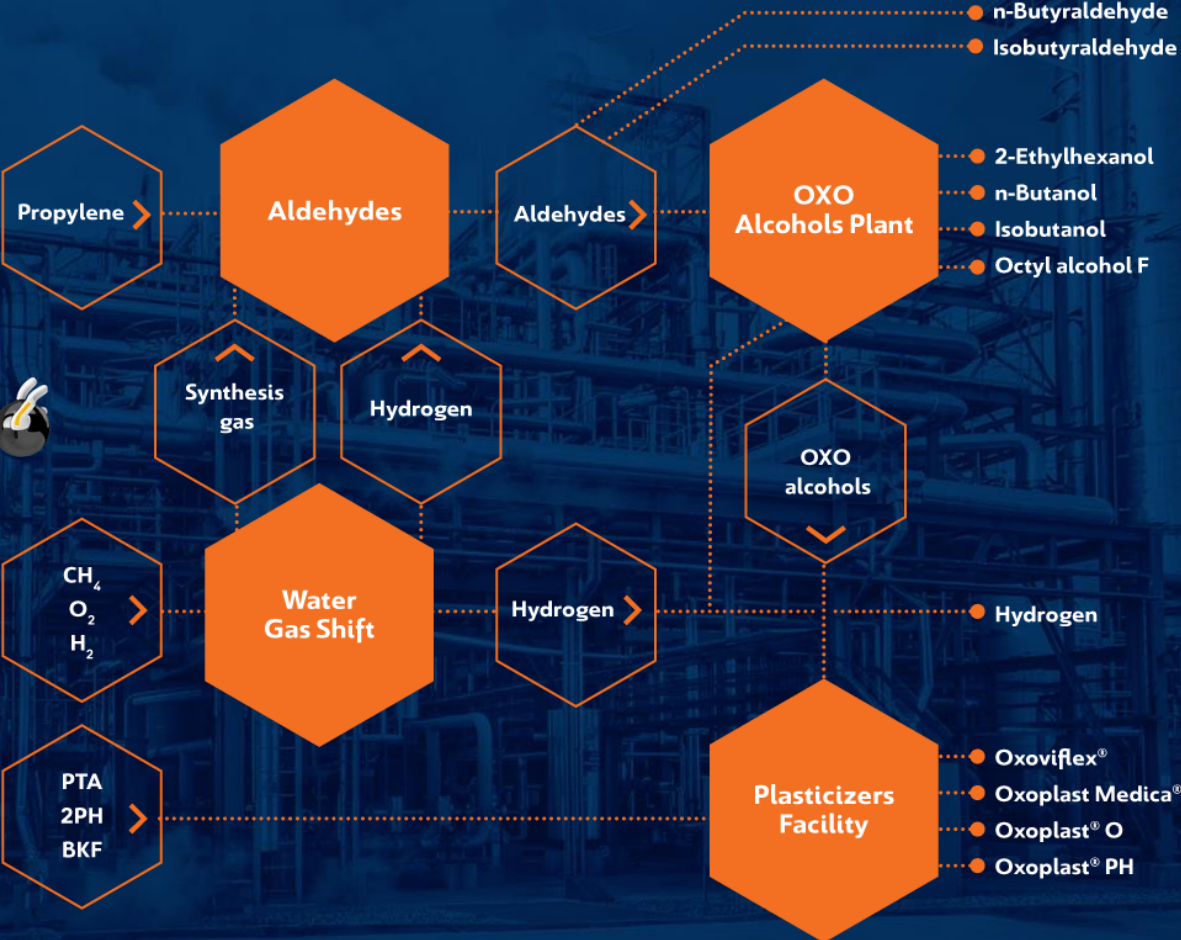 n-Butyraldehyde
Isobutyraldehyde
Propylene
Aldehydes
Aldehydes
OXO
Alcohols Plant
2-Ethylhexanol
n-Butanol
Isobutanol
Octyl alcohol F
Synthesis
gas
Hydrogen
OXO
alcohols
CH₄
O₂
H₂
Water
Gas Shift
Hydrogen
Hydrogen
PTA
2PH
BKF
Plasticizers
Facility
Oxoviflex®
Oxoplast Medica®
Oxoplast® O
Oxoplast® PH